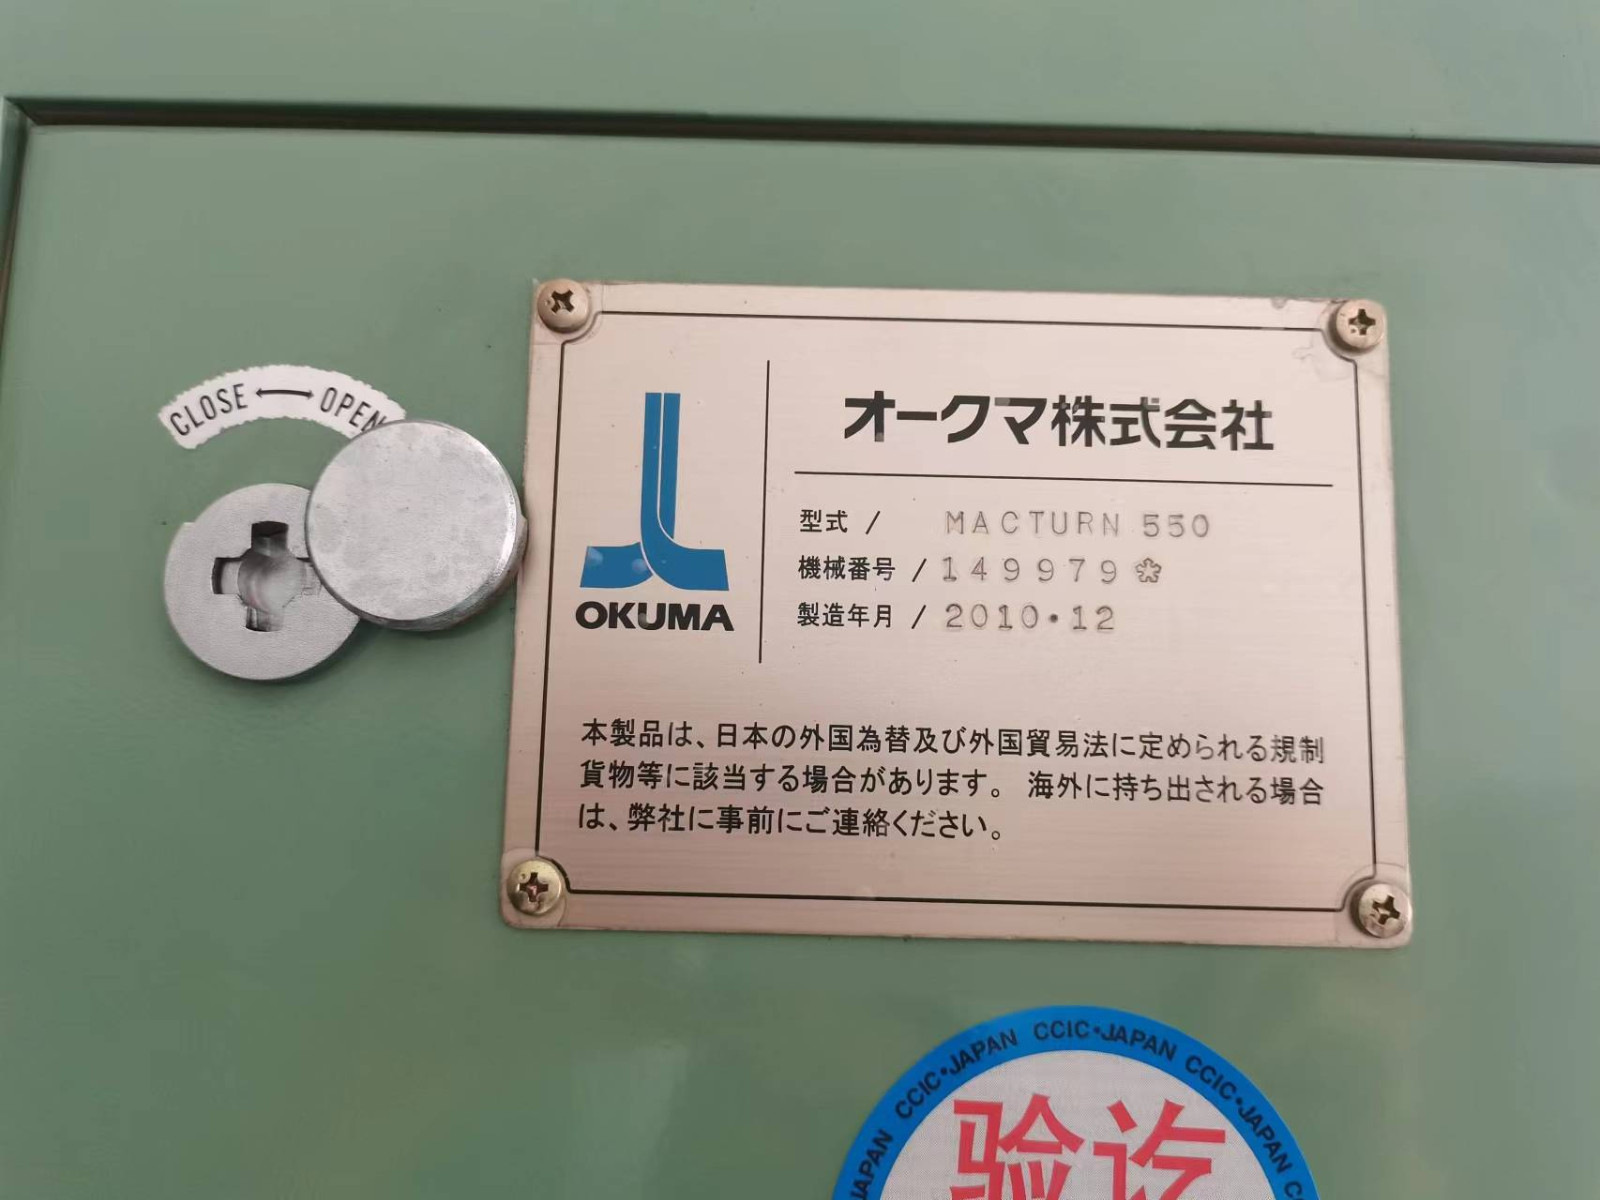 CLOSE ←→ OPEN
オークマ株式会社
OKUMA
型式 / MACTURN 550
機械番号 / 149979*
製造年月 / 2010・12
本製品は、日本の外国為替及び外国貿易法に定められる規制
貨物等に該当する場合があります。 海外に持ち出される場合
は、弊社に事前にご連絡ください。
JAPAN CCIC・JAPAN CCIC・JAPAN CCIC・JAPAN
验讫